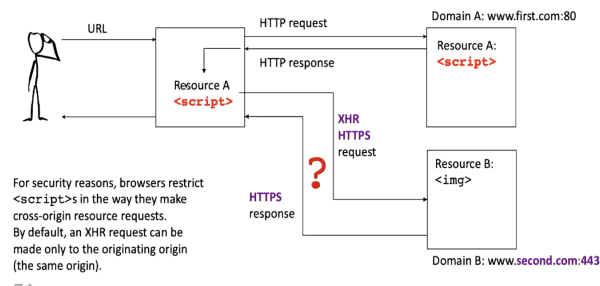 Domain A: www.first.com:80
URL
HTTP request
HTTP response
Resource A:
<script>
Resource A
<script>
XHR
HTTPS
request
?
Resource B:
<img>
HTTPS
response
For security reasons, browsers restrict
<script>s in the way they make
cross-origin resource requests.
By default, an XHR request can be
made only to the originating origin
(the same origin).
Domain B: www.second.com:443